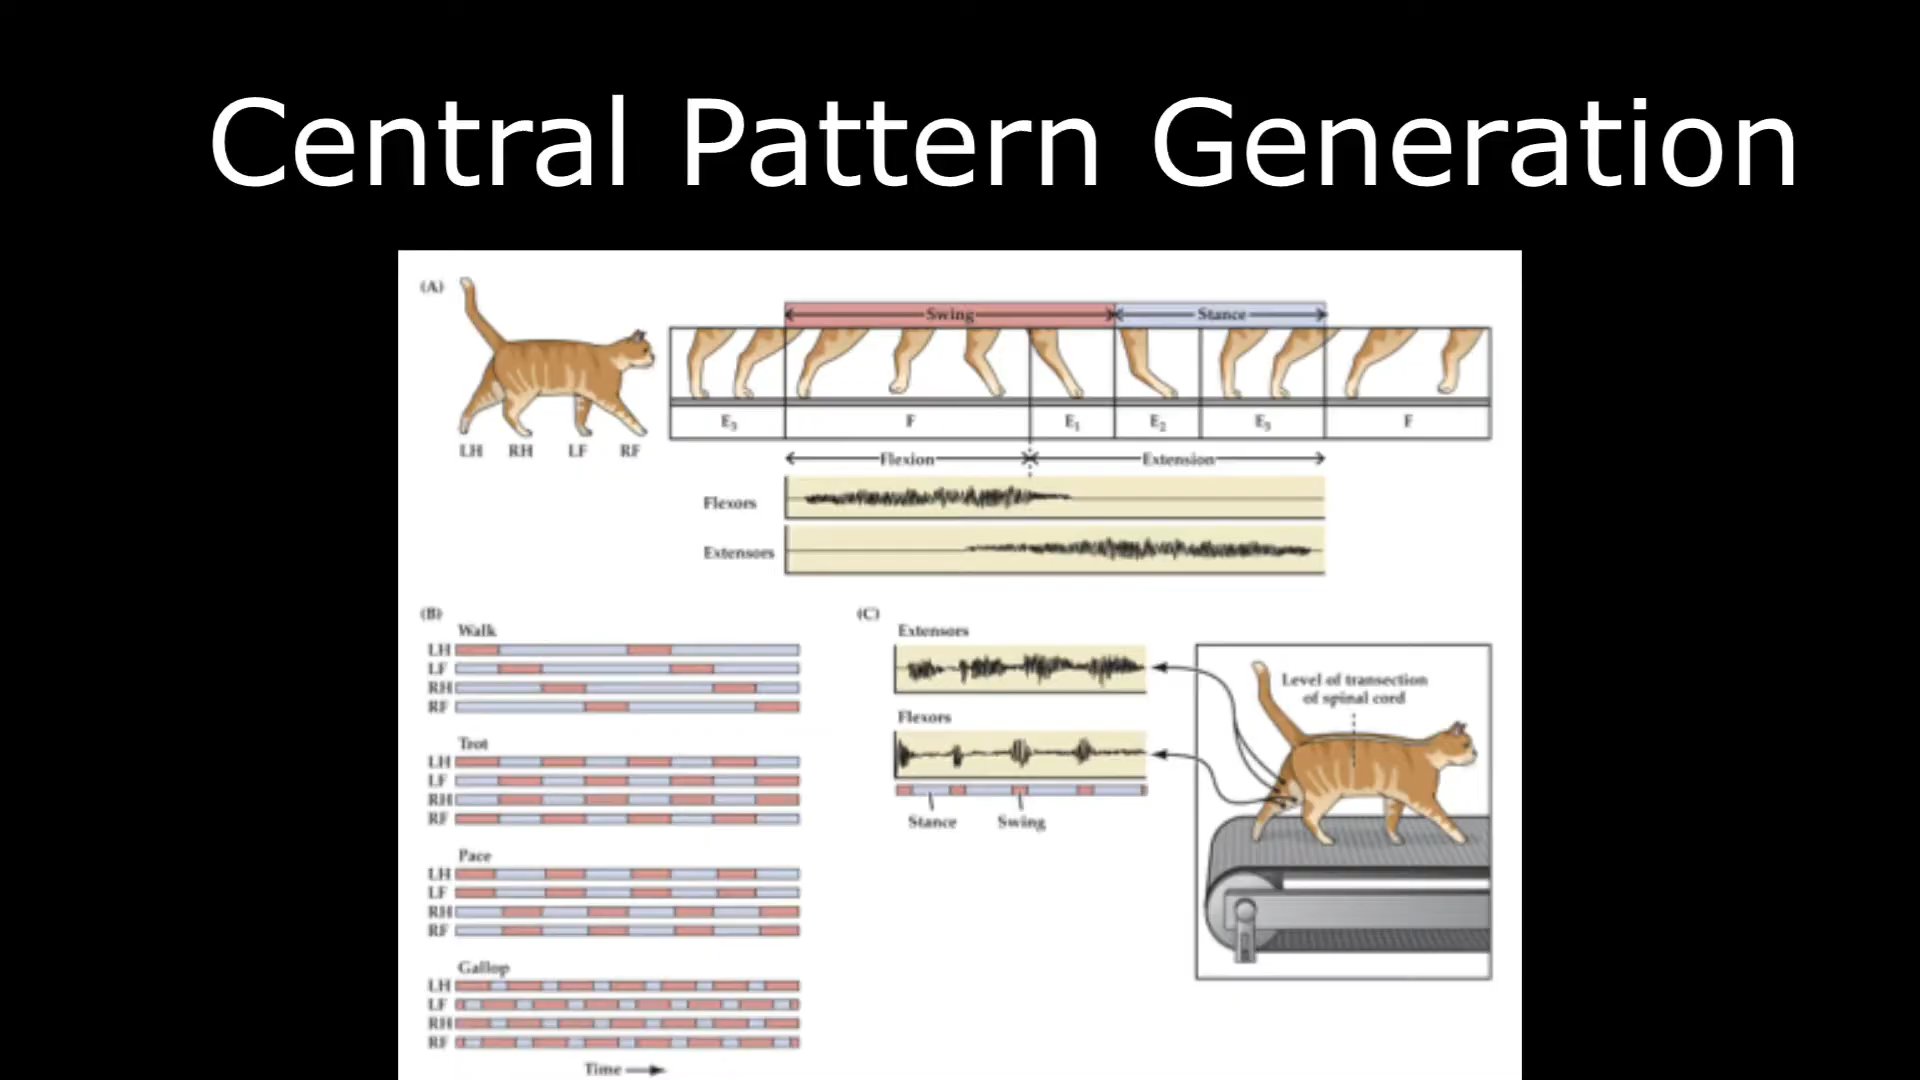 Central Pattern Generation
(A)
Swing
Stance
E3
F
E1
E2
E3
F
LH RH LF RF
Flexion
Extension
Flexors
Extensors
(B)
Walk
LH
LF
RH
RF
Trot
LH
LF
RH
RF
Pace
LH
LF
RH
RF
Gallop
LH
LF
RH
RF
Time
(C)
Extensors
Flexors
Stance
Swing
Level of transection
of spinal cord